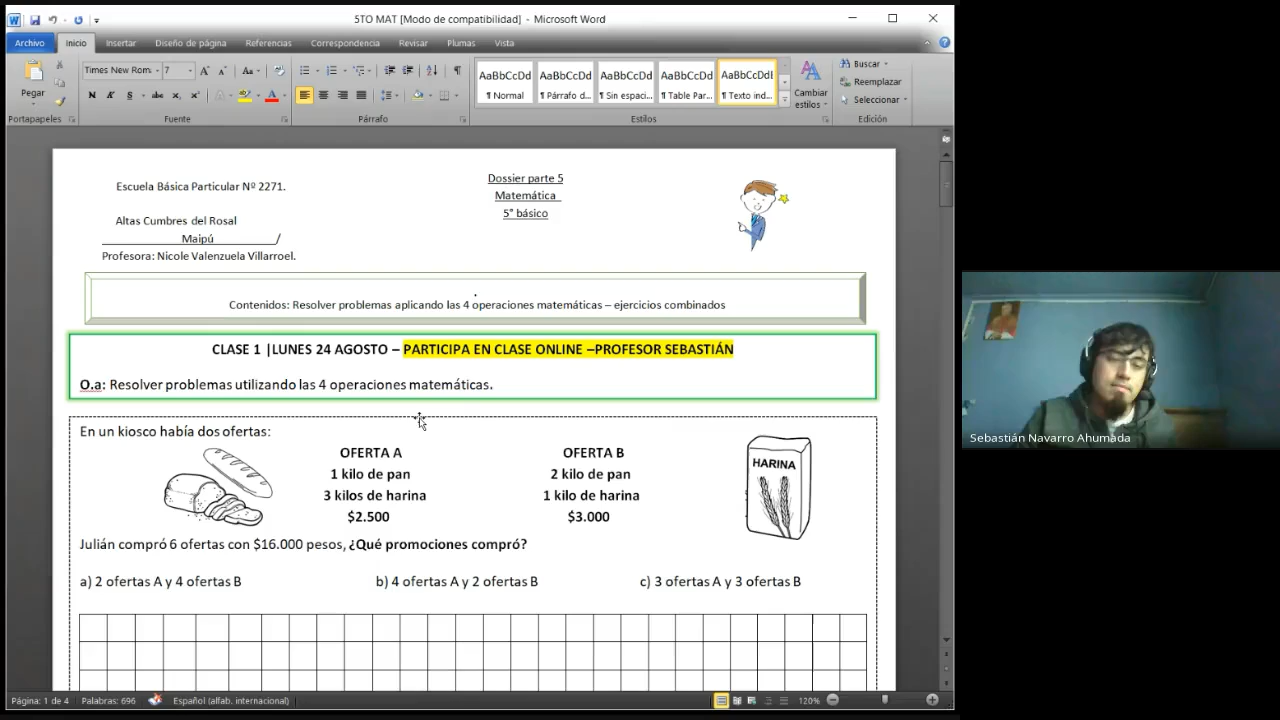 5TO MAT [Modo de compatibilidad] - Microsoft Word
Archivo Inicio Insertar Diseño de página Referencias Correspondencia Revisar Plumas Vista
Pegar
Times New Rom 7
AaBbCcDd AaBbCcDd AaBbCcDd AaBbCcDd AaBbCcDdE
¶ Normal ¶ Párrafo d... ¶ Sin espaci... ¶ Table Par... ¶ Texto ind...
Cambiar estilos
Buscar
Reemplazar
Seleccionar
Portapapeles Fuente Párrafo Estilos Edición
Escuela Básica Particular Nº 2271.
Altas Cumbres del Rosal
Maipú /
Profesora: Nicole Valenzuela Villarroel.
Dossier parte 5
Matemática
5° básico
Contenidos: Resolver problemas aplicando las 4 operaciones matemáticas – ejercicios combinados
CLASE 1 |LUNES 24 AGOSTO – PARTICIPA EN CLASE ONLINE –PROFESOR SEBASTIÁN
O.a: Resolver problemas utilizando las 4 operaciones matemáticas.
En un kiosco había dos ofertas:
OFERTA A
1 kilo de pan
3 kilos de harina
$2.500
OFERTA B
2 kilo de pan
1 kilo de harina
$3.000
HARINA
Julián compró 6 ofertas con $16.000 pesos, ¿Qué promociones compró?
a) 2 ofertas A y 4 ofertas B b) 4 ofertas A y 2 ofertas B c) 3 ofertas A y 3 ofertas B
Página: 1 de 4 Palabras: 696 Español (alfab. internacional) 120%
Sebastián Navarro Ahumada